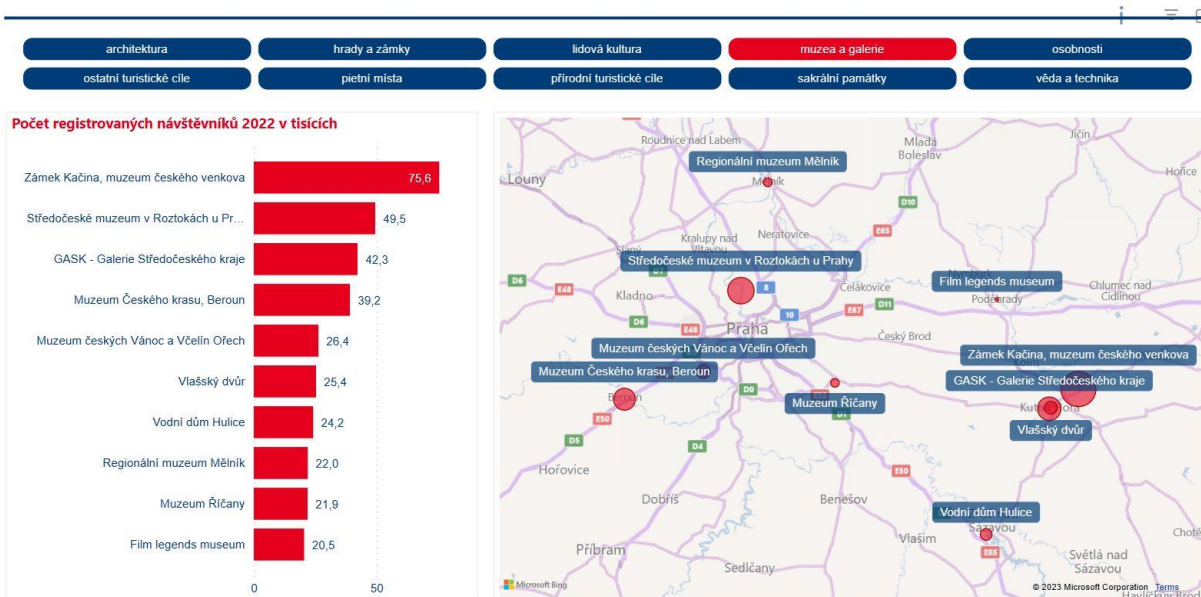 architektura
hrady a zámky
lidová kultura
muzea a galerie
osobnosti
ostatní turistické cíle
pietní místa
přírodní turistické cíle
sakrální památky
věda a technika
Počet registrovaných návštěvníků 2022 v tisících
Zámek Kačina, muzeum českého venkova 75,6
Středočeské muzeum v Roztokách u Pr... 49,5
GASK - Galerie Středočeského kraje 42,3
Muzeum Českého krasu, Beroun 39,2
Muzeum českých Vánoc a Včelín Ořech 26,4
Vlašský dvůr 25,4
Vodní dům Hulice 24,2
Regionální muzeum Mělník 22,0
Muzeum Říčany 21,9
Film legends museum 20,5
0 50
Roudnice nad Labem
Mladá
Boleslav
Jičín
Hořice
Louny
Regionální muzeum Mělník
D10
Kralupy nad
Vltavou
Neratovice
E65
Slaný
Středočeské muzeum v Roztokách u Prahy
D6
E48
Kladno
8
Čelákovice
Film legends museum
Poděbrady
Chlumec nad
Cidlinou
D6
E48
10
E67
D11
Praha
Český Brod
Muzeum českých Vánoc a Včelín Ořech
Zámek Kačina, muzeum českého venkova
Muzeum Českého krasu, Beroun
GASK - Galerie Středočeského kraje
D0
Beroun
Muzeum Říčany
E50
D1
Vlašský dvůr
D5
D4
Hořovice
E50
Dobříš
Benešov
Vodní dům Hulice
Vlašim
Sázavou
E65
Příbram
Sedlčany
Světlá nad
Sázavou
Microsoft Bing
© 2023 Microsoft Corporation Terms